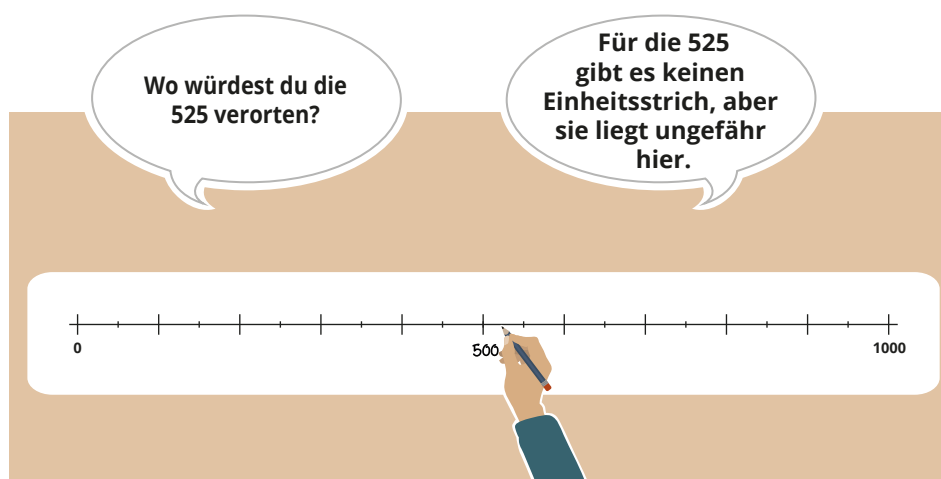 Wo würdest du die
525 verorten?
Für die 525
gibt es keinen
Einheitsstrich, aber
sie liegt ungefähr
hier.
0
500
1000